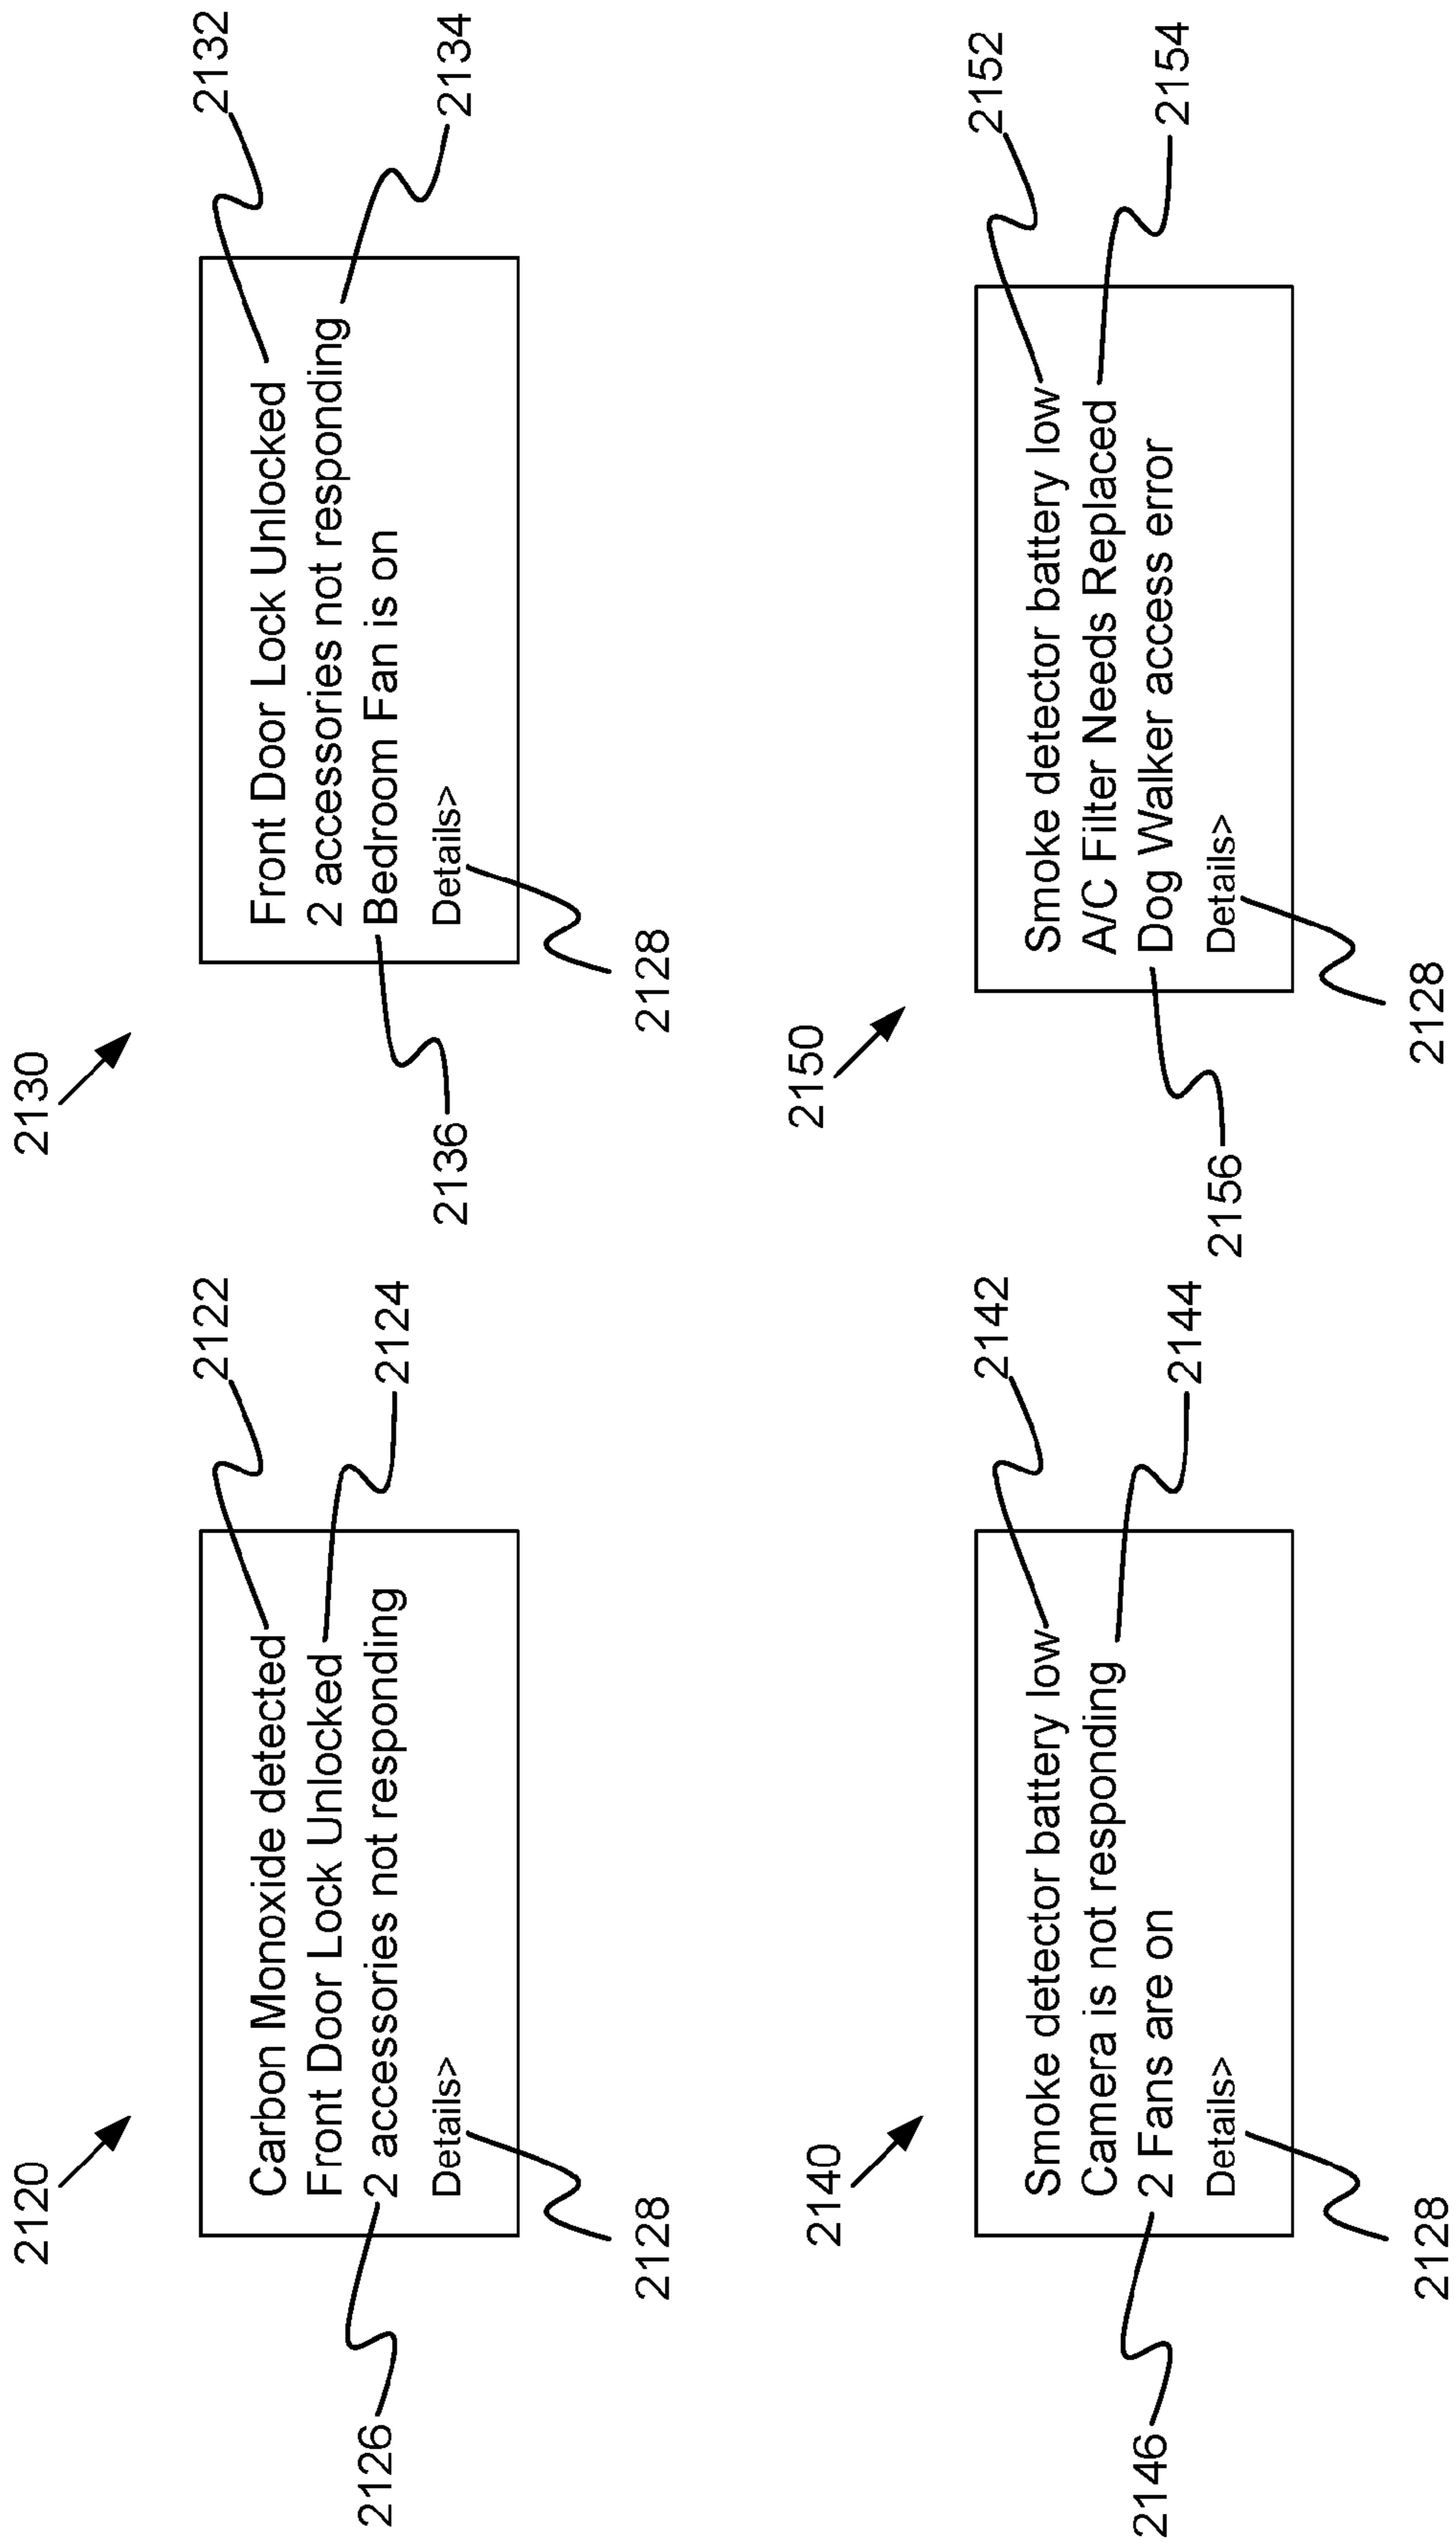 2120
Carbon Monoxide detected
Front Door Lock Unlocked
2 accessories not responding
Details>
2122
2124
2126
2128
2130
Front Door Lock Unlocked
2 accessories not responding
Bedroom Fan is on
Details>
2132
2134
2136
2128
2140
Smoke detector battery low
Camera is not responding
2 Fans are on
Details>
2142
2144
2146
2128
2150
Smoke detector battery low
A/C Filter Needs Replaced
Dog Walker access error
Details>
2152
2154
2156
2128